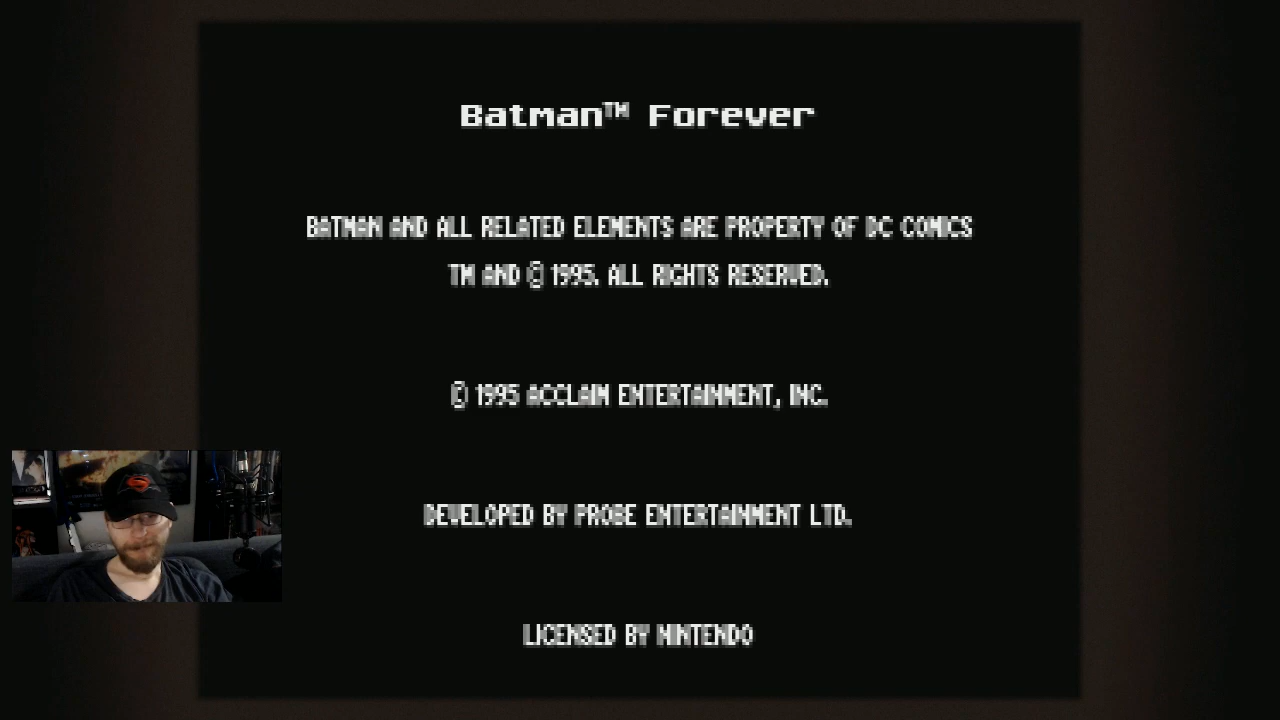 Batman™ Forever
BATMAN AND ALL RELATED ELEMENTS ARE PROPERTY OF DC COMICS
TM AND © 1995. ALL RIGHTS RESERVED.
© 1995 ACCLAIM ENTERTAINMENT, INC.
DEVELOPED BY PROBE ENTERTAINMENT LTD.
LICENSED BY NINTENDO